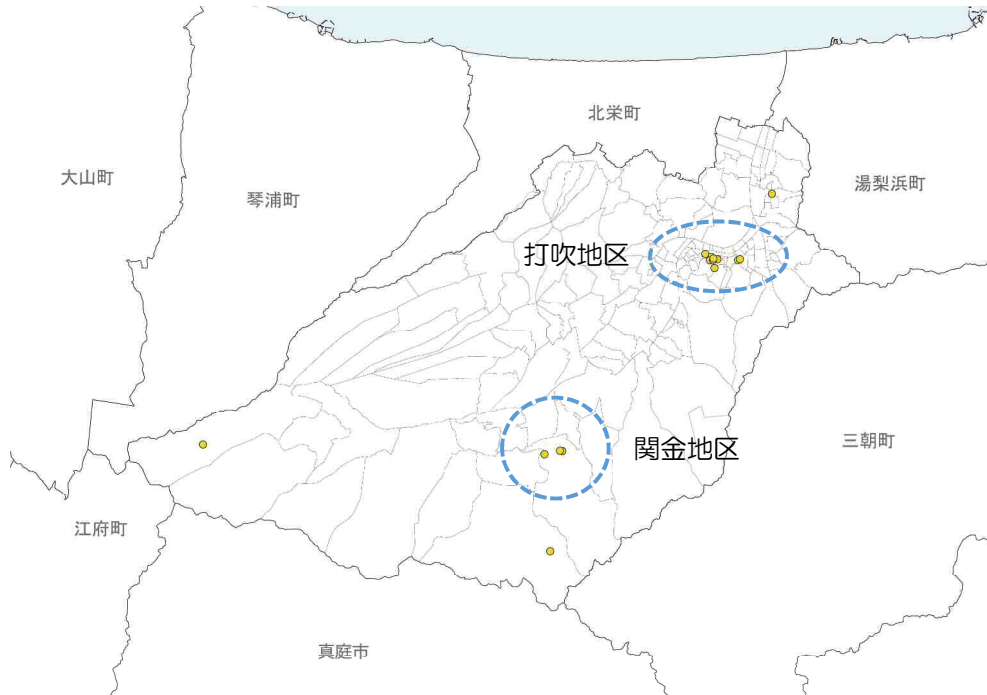 北栄町
大山町
湯梨浜町
琴浦町
打吹地区
関金地区
三朝町
江府町
真庭市